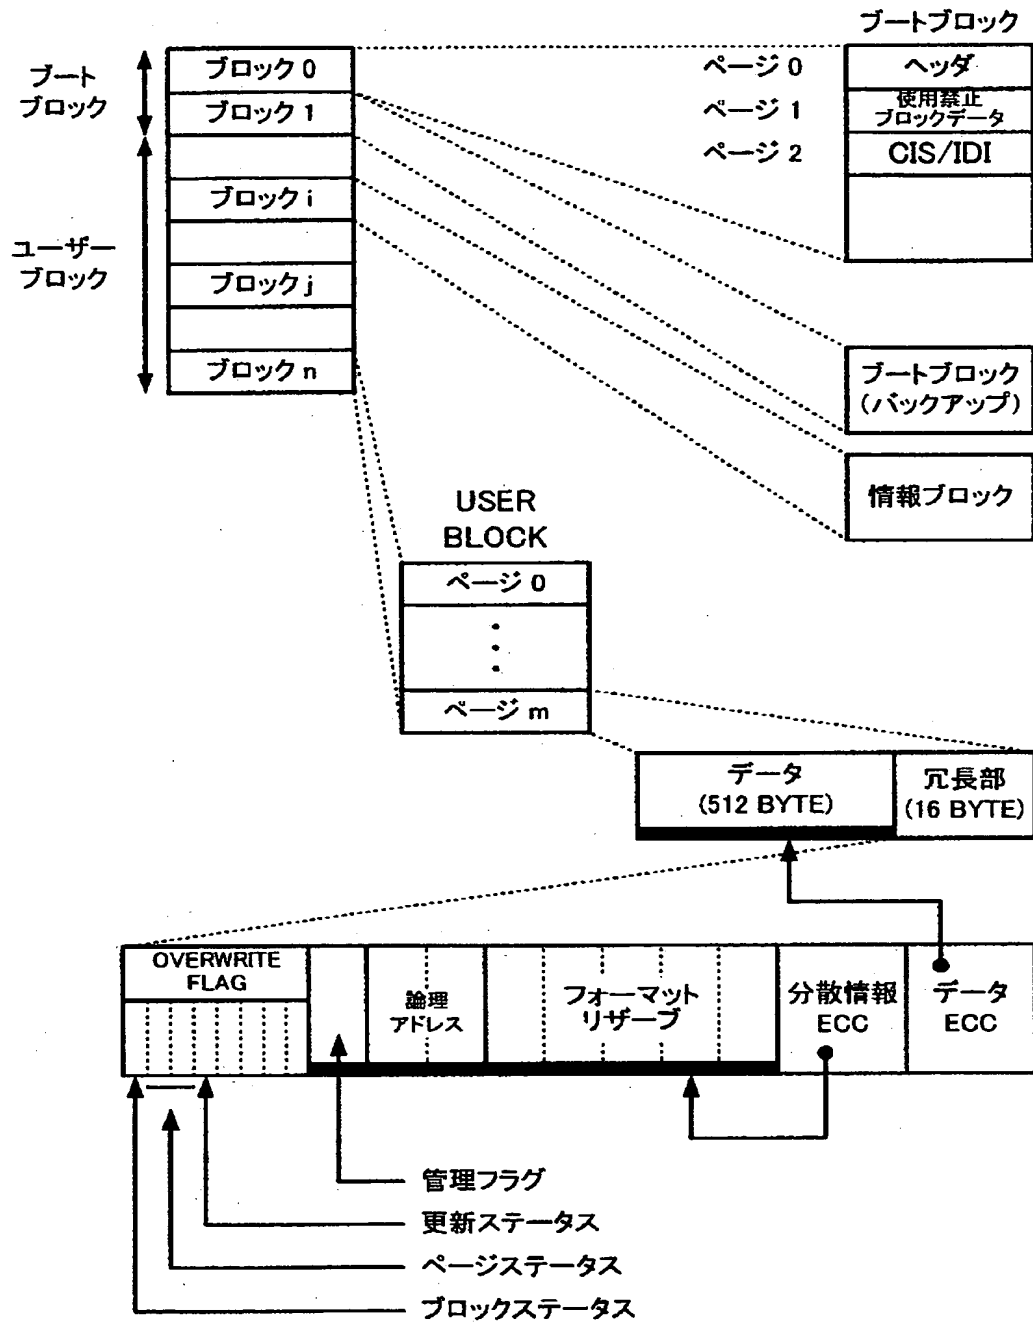 ブートブロック
ブート
ブロック
ブロック 0
ブロック 1
ページ 0
ヘッダ
ページ 1
使用禁止
ブロックデータ
ページ 2
CIS/IDI
ユーザー
ブロック
ブロック i
ブロック j
ブロック n
ブートブロック
(バックアップ)
情報ブロック
USER
BLOCK
ページ 0
ページ m
データ
(512 BYTE)
冗長部
(16 BYTE)
OVERWRITE
FLAG
論理
アドレス
フォーマット
リザーブ
分散情報
ECC
データ
ECC
管理フラグ
更新ステータス
ページステータス
ブロックステータス